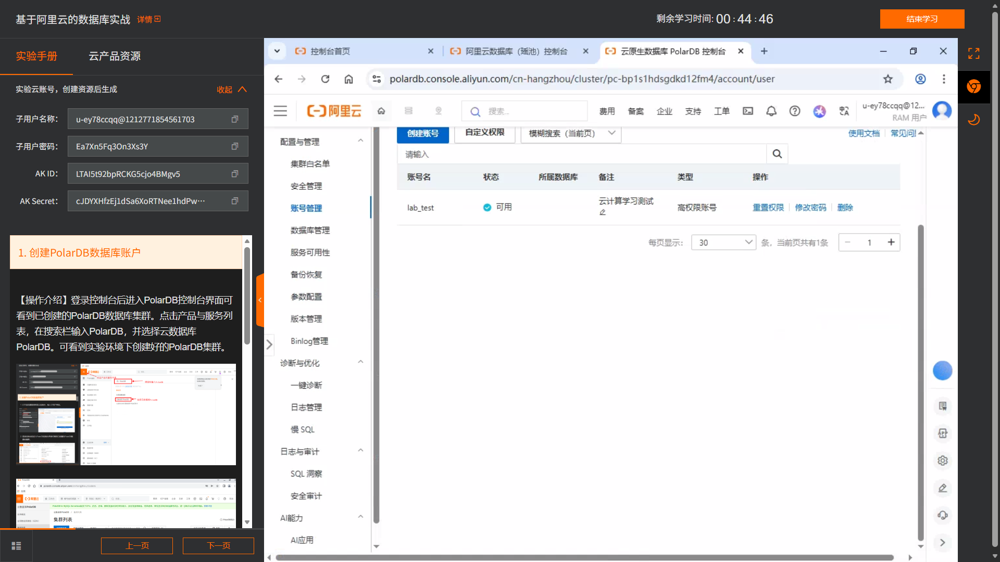 基于阿里云的数据库实战 详情
剩余学习时间: 00 : 44 : 46
结束学习
实验手册 云产品资源
实验云账号，创建资源后生成 收起
子用户名称: u-ey78ccqq@1212771854561703
子用户密码: Ea7Xn5Fq3On3Xs3Y
AK ID: LTAI5t92bpRCKG5cjo4BMgv5
AK Secret: cJDYXHfzEj1dSa6XoRTNee1hdPw···
1. 创建PolarDB数据库账户
【操作介绍】登录控制台后进入PolarDB控制台界面可
看到已创建的PolarDB数据库集群。点击产品与服务列
表，在搜索栏输入PolarDB，并选择云数据库
PolarDB。可看到实验环境下创建好的PolarDB集群。
集群列表
上一页 下一页
控制台首页
阿里云数据库（瑶池）控制台
云原生数据库 PolarDB 控制台
polardb.console.aliyun.com/cn-hangzhou/cluster/pc-bp1s1hdsgdkd12fm4/account/user
阿里云
搜索...
费用 备案 企业 支持 工单
u-ey78ccqq@12...
RAM 用户
配置与管理
集群白名单
安全管理
账号管理
数据库管理
服务可用性
备份恢复
参数配置
版本管理
Binlog管理
诊断与优化
一键诊断
日志管理
慢 SQL
日志与审计
SQL 洞察
安全审计
AI能力
AI应用
创建账号 自定义权限 模糊搜索（当前页）
使用文档 常见问
请输入
账号名 状态 所属数据库 备注 类型 操作
lab_test 可用 云计算学习测试 高权限账号 重置权限 修改密码 删除
每页显示: 30 条，当前页共有1条 1